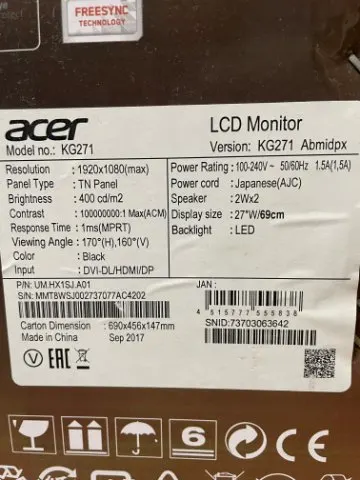 FREESYNC
TECHNOLOGY
acer
LCD Monitor
Model no.: KG271
Version: KG271 Abmidpx
Resolution : 1920x1080(max)
Panel Type : TN Panel
Brightness : 400 cd/m2
Contrast : 100000000:1 Max(ACM)
Response Time : 1ms(MPRT)
Viewing Angle : 170°(H),160°(V)
Color : Black
Input : DVI-DL/HDMI/DP
Power Rating : 100-240V~ 50/60Hz 1.5A(1,5A)
Power cord : Japanese(AJC)
Speaker : 2Wx2
Display size : 27"W/69cm
Backlight : LED
P/N: UM.HX1SJ.A01
S/N: MMT8WSJ002737077AC4202
JAN :
4 515777 555838
SNID:73703063642
Carton Dimension : 690x456x147mm
Made in China Sep 2017
EAC
6
CE